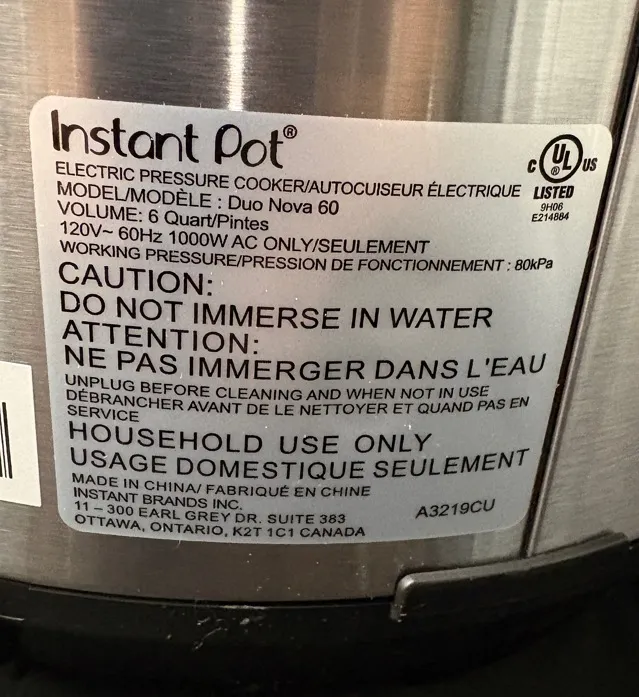 Instant Pot®
ELECTRIC PRESSURE COOKER/AUTOCUISEUR ÉLECTRIQUE
MODEL/MODÈLE : Duo Nova 60
VOLUME: 6 Quart/Pintes
120V~ 60Hz 1000W AC ONLY/SEULEMENT
WORKING PRESSURE/PRESSION DE FONCTIONNEMENT : 80kPa
C UL® US
LISTED
9H06
E214884
CAUTION:
DO NOT IMMERSE IN WATER
ATTENTION:
NE PAS IMMERGER DANS L'EAU
UNPLUG BEFORE CLEANING AND WHEN NOT IN USE
DÉBRANCHER AVANT DE LE NETTOYER ET QUAND PAS EN
SERVICE
HOUSEHOLD USE ONLY
USAGE DOMESTIQUE SEULEMENT
MADE IN CHINA/ FABRIQUÉ EN CHINE
INSTANT BRANDS INC.
11 – 300 EARL GREY DR. SUITE 383
OTTAWA, ONTARIO, K2T 1C1 CANADA
A3219CU